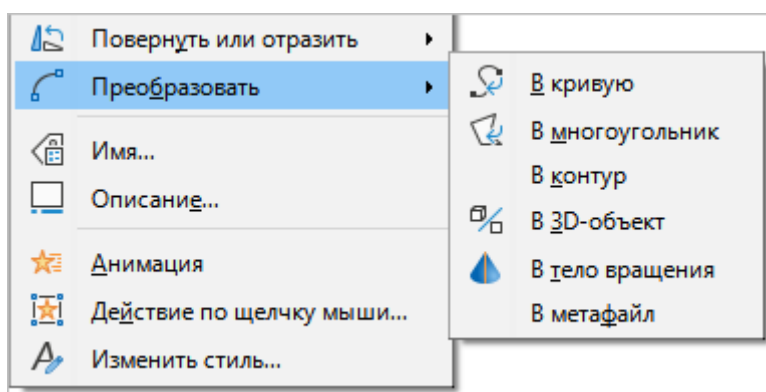 Повернуть или отразить
Преобразовать
Имя...
Описание...
Анимация
Действие по щелчку мыши...
Изменить стиль...
В кривую
В многоугольник
В контур
В 3D-объект
В тело вращения
В метафайл